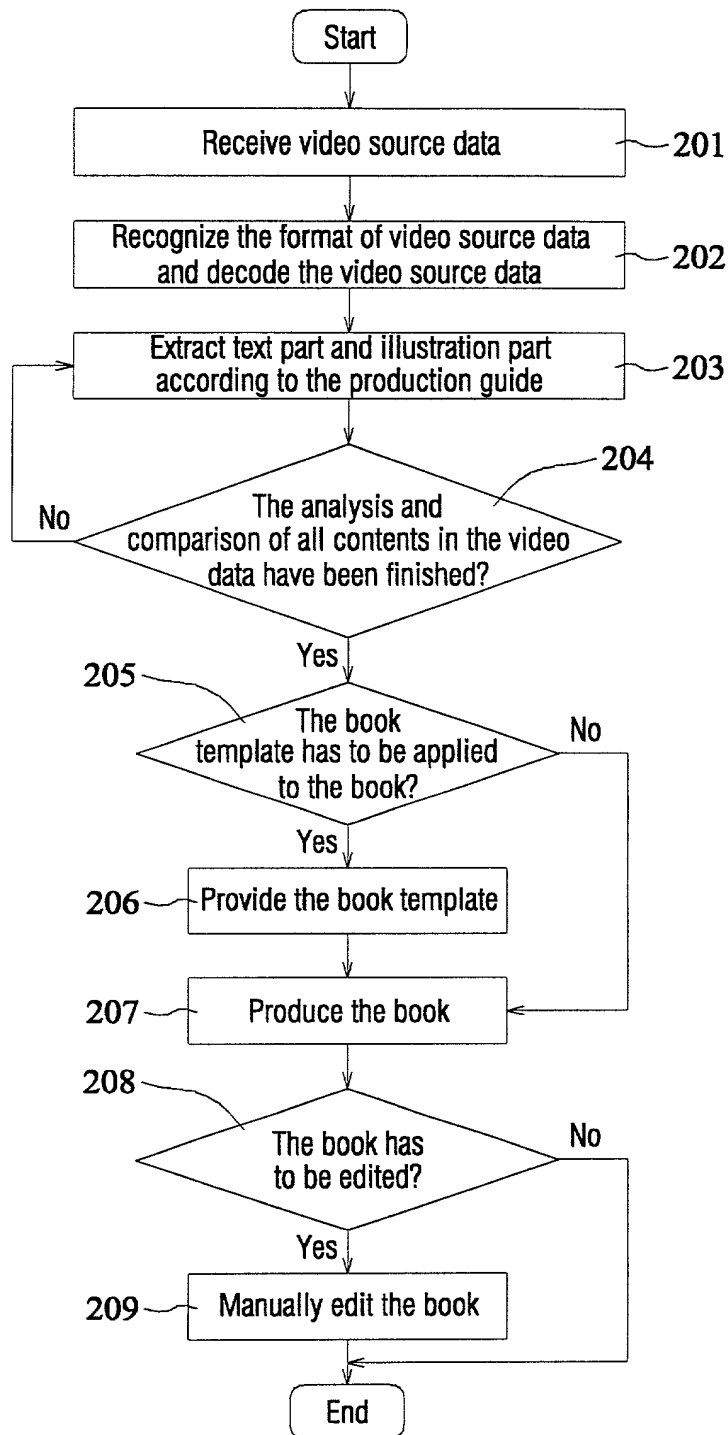 Start
Receive video source data
201
Recognize the format of video source data
and decode the video source data
202
Extract text part and illustration part
according to the production guide
203
204
No
The analysis and
comparison of all contents in the video
data have been finished?
Yes
205
The book
template has to be applied
to the book?
No
Yes
206
Provide the book template
207
Produce the book
208
The book has
to be edited?
No
Yes
209
Manually edit the book
End